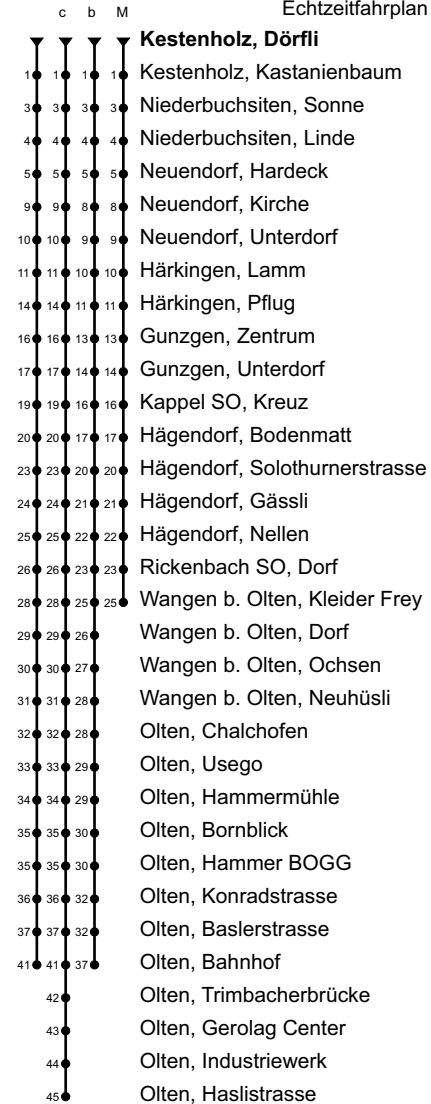 Echtzeitfahrplan
c b M
Kestenholz, Dörfli
1 1 1 1 Kestenholz, Kastanienbaum
3 3 3 3 Niederbuchsiten, Sonne
4 4 4 4 Niederbuchsiten, Linde
5 5 5 5 Neuendorf, Hardeck
9 9 8 8 Neuendorf, Kirche
10 10 9 9 Neuendorf, Unterdorf
11 11 10 10 Härkingen, Lamm
14 14 11 11 Härkingen, Pflug
16 16 13 13 Gunzgen, Zentrum
17 17 14 14 Gunzgen, Unterdorf
19 19 16 16 Kappel SO, Kreuz
20 20 17 17 Hägendorf, Bodenmatt
23 23 20 20 Hägendorf, Solothurnerstrasse
24 24 21 21 Hägendorf, Gässli
25 25 22 22 Hägendorf, Nellen
26 26 23 23 Rickenbach SO, Dorf
28 28 25 25 Wangen b. Olten, Kleider Frey
29 29 26 Wangen b. Olten, Dorf
30 30 27 Wangen b. Olten, Ochsen
31 31 28 Wangen b. Olten, Neuhüsli
32 32 28 Olten, Chalchofen
33 33 29 Olten, Usego
34 34 29 Olten, Hammermühle
35 35 30 Olten, Bornblick
35 35 30 Olten, Hammer BOGG
36 36 32 Olten, Konradstrasse
37 37 32 Olten, Baslerstrasse
41 41 37 Olten, Bahnhof
42 Olten, Trimbacherbrücke
43 Olten, Gerolag Center
44 Olten, Industriewerk
45 Olten, Haslistrasse